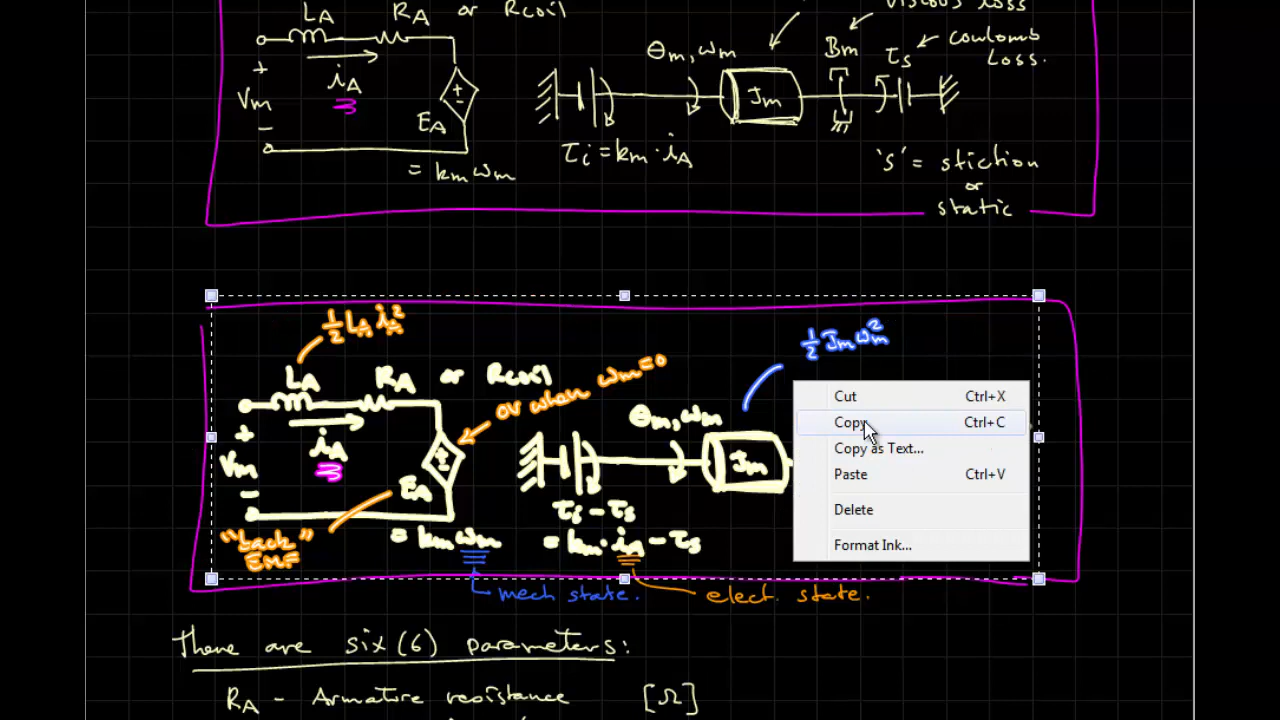 LA RA or Rcoil
viscous loss
θm, ωm Bm τs coulomb
Loss.
+
Vm
-
iA
EA
+
-
Jm
= km ωm
τi = km · iA
's' = stiction
or
static
½ LA iA²
½ Jm ωm²
LA RA or Rcoil
0V when ωm = 0
+
Vm
-
iA
EA
+
-
θm, ωm
Jm
"back"
EMF
= km ωm
τi - τs
= km · iA - τs
mech state.
elect. state.
Cut Ctrl+X
Copy Ctrl+C
Copy as Text...
Paste Ctrl+V
Delete
Format Ink...
There are six (6) parameters:
RA - Armature resistance [Ω]